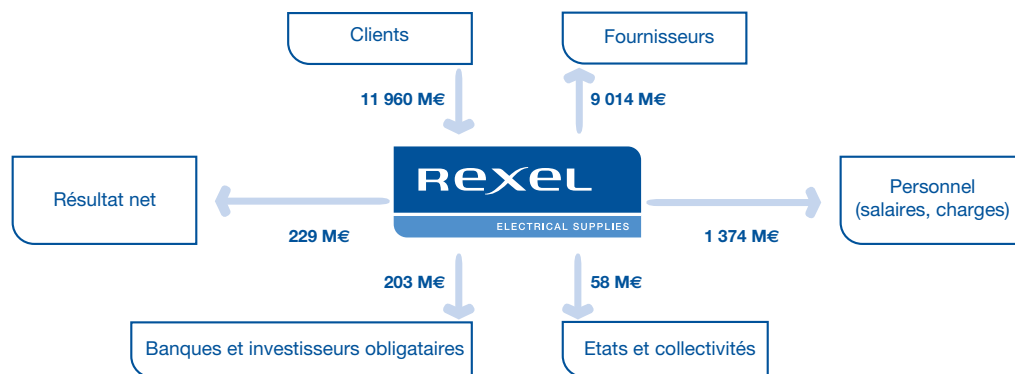 Clients
Fournisseurs
11 960 M€
9 014 M€
Résultat net
REXEL
ELECTRICAL SUPPLIES
Personnel
(salaires, charges)
229 M€
1 374 M€
203 M€
58 M€
Banques et investisseurs obligataires
Etats et collectivités